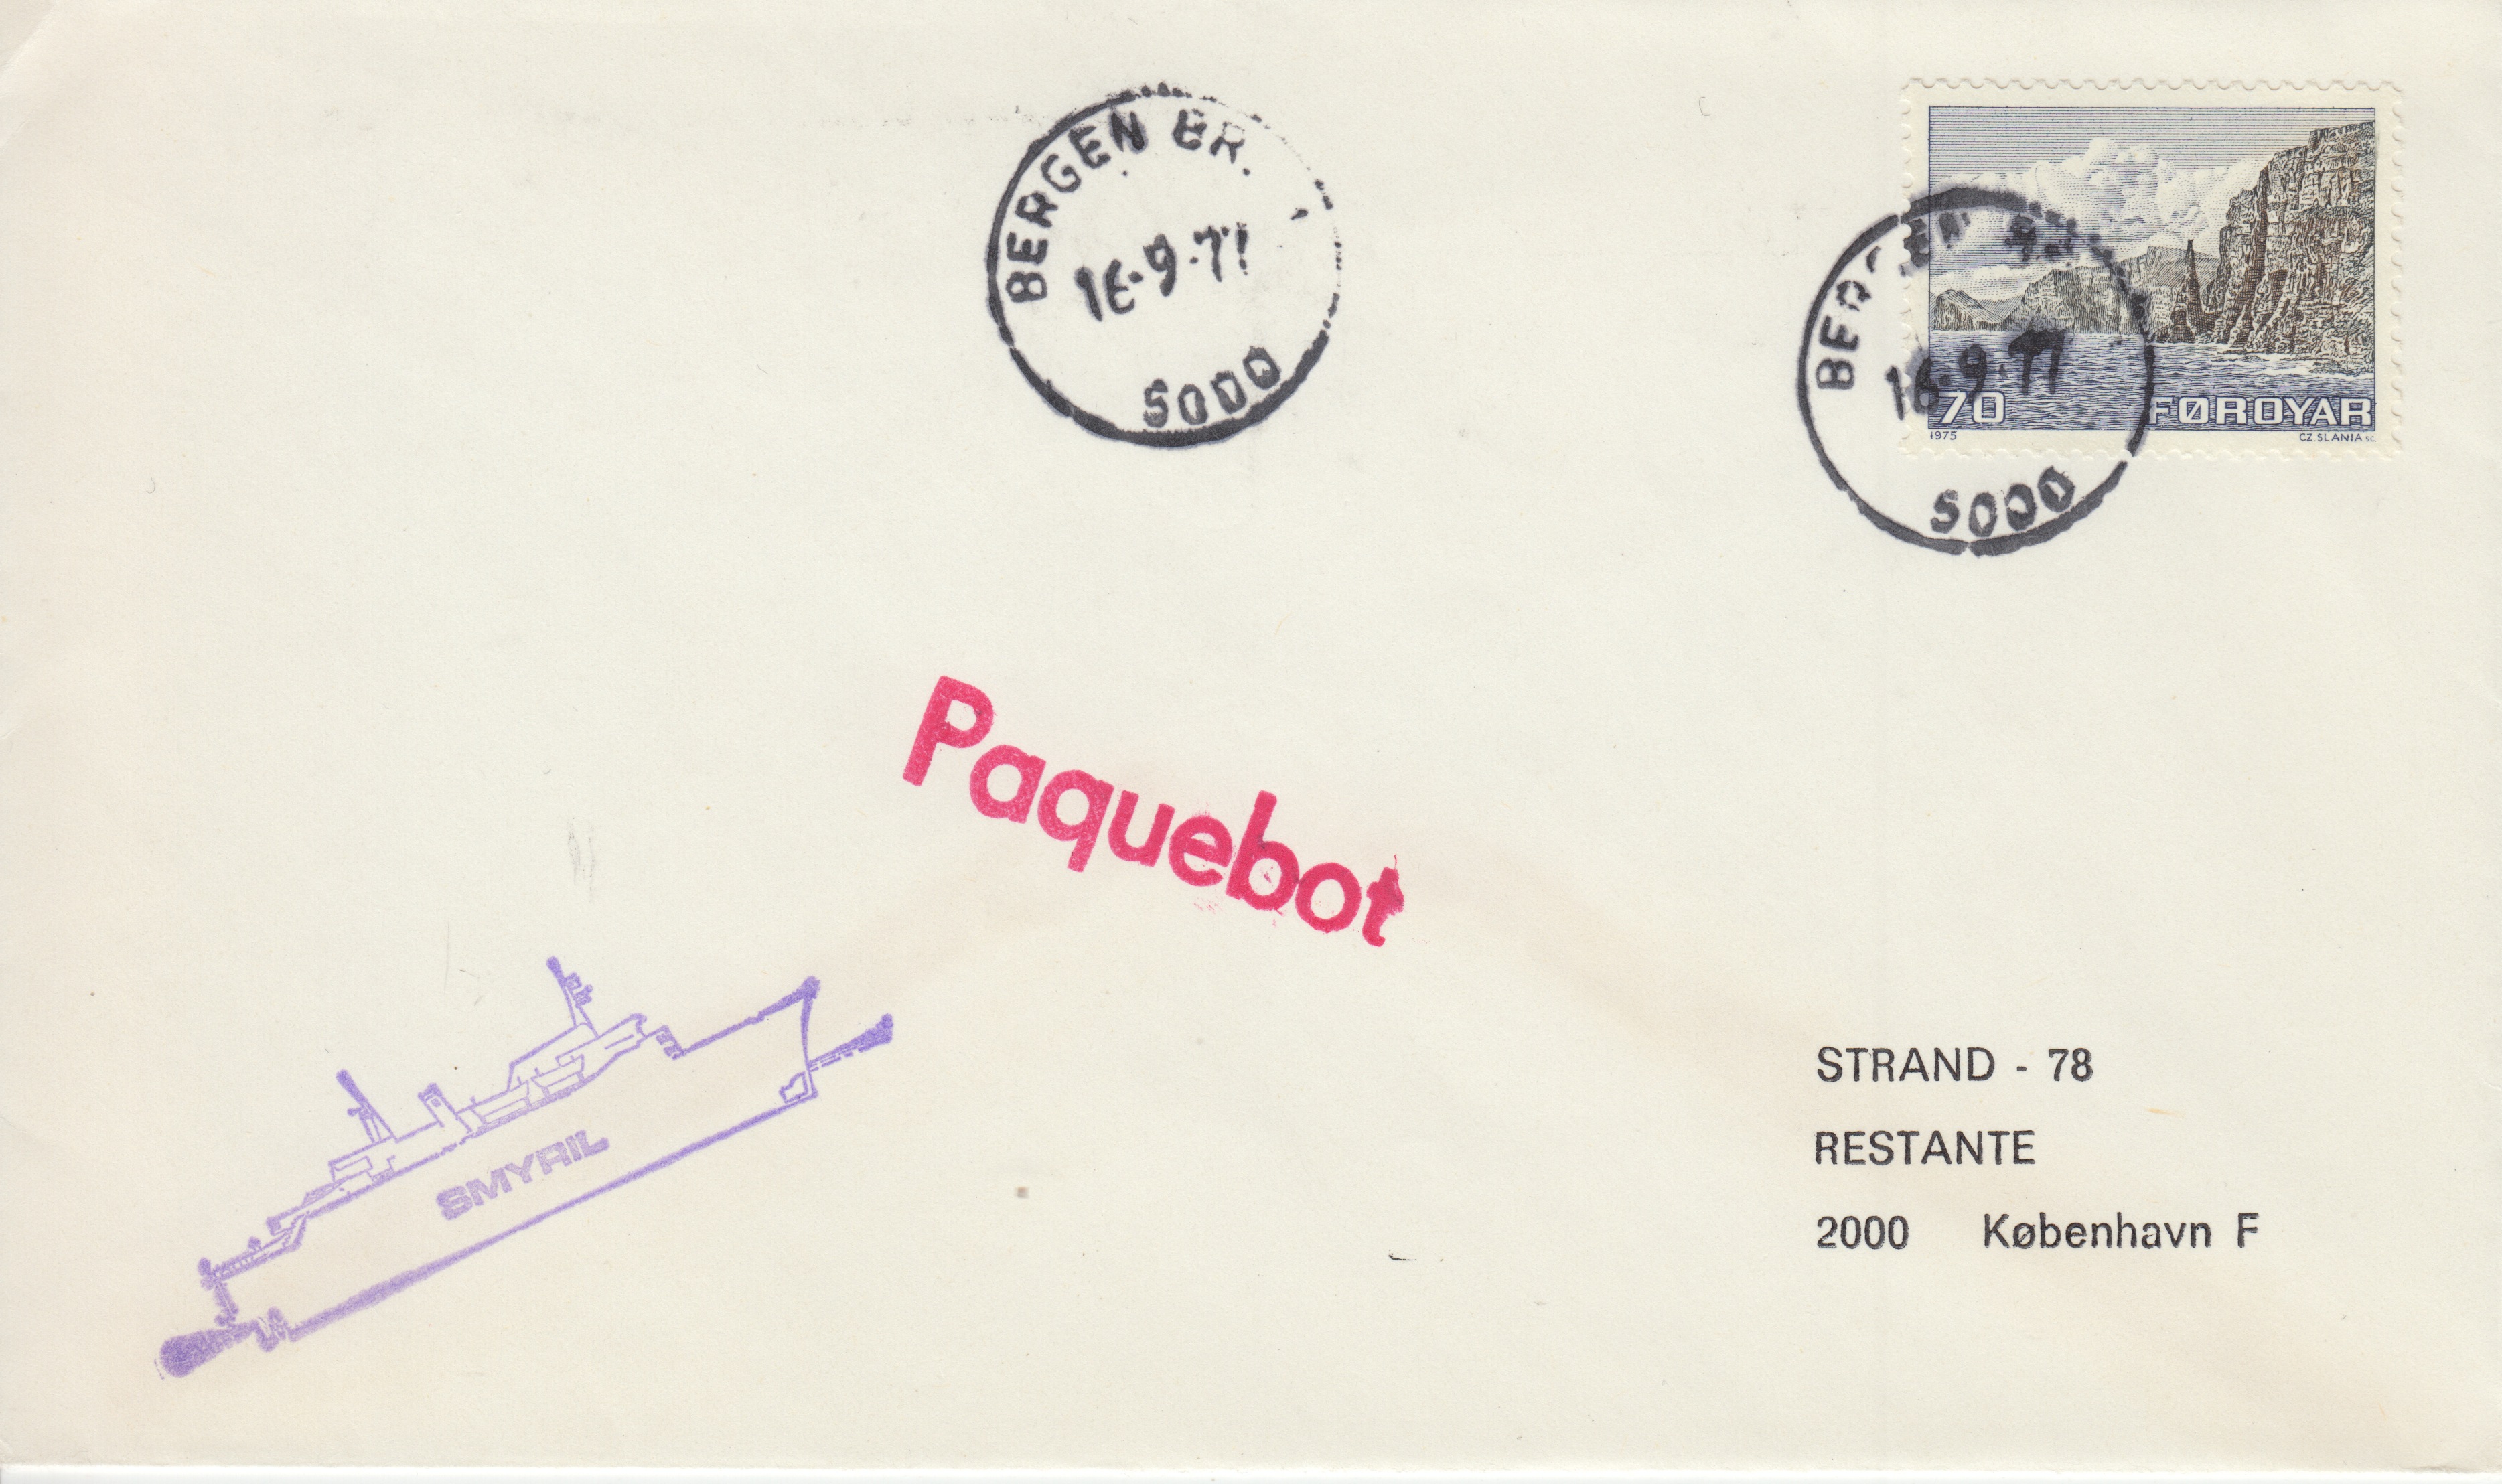 BERGEN BR.
16.9.77
5000
70 FØROYAR
1975 CZ. SLANIA sc.
BERGEN BR.
16.9.77
5000
Paquebot
SMYRIL
STRAND - 78
RESTANTE
2000 København F